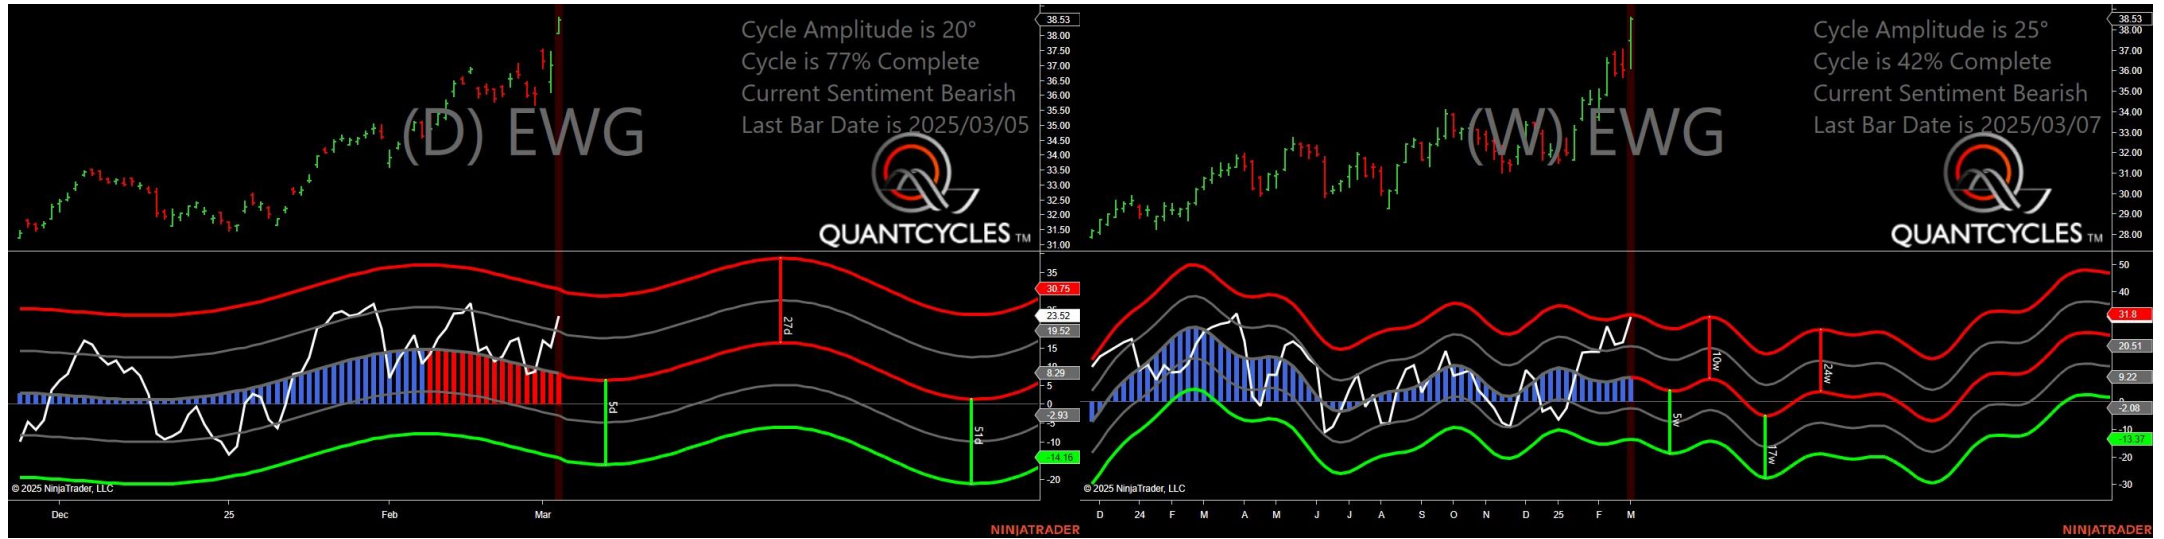 Cycle Amplitude is 20°
Cycle is 77% Complete
Current Sentiment Bearish
Last Bar Date is 2025/03/05
(D) EWG
QUANTCYCLES TM
38.53
38.00
37.50
37.00
36.50
36.00
35.50
35.00
34.50
34.00
33.50
33.00
32.50
32.00
31.50
31.00
35
30.75
23.52
19.52
15
8.29
5
0
-2.93
-5
-10
-14.16
-20
27d
5d
51d
© 2025 NinjaTrader, LLC
Dec 25 Feb Mar
NINJATRADER
Cycle Amplitude is 25°
Cycle is 42% Complete
Current Sentiment Bearish
Last Bar Date is 2025/03/07
(W) EWG
QUANTCYCLES TM
38.53
38.00
37.00
36.00
35.00
34.00
33.00
32.00
31.00
30.00
29.00
28.00
50
40
31.8
20.51
9.22
0
-2.08
-10
-13.37
-20
-30
10w
24w
5w
17w
© 2025 NinjaTrader, LLC
D 24 F M A M J J A S O N D 25 F M
NINJATRADER